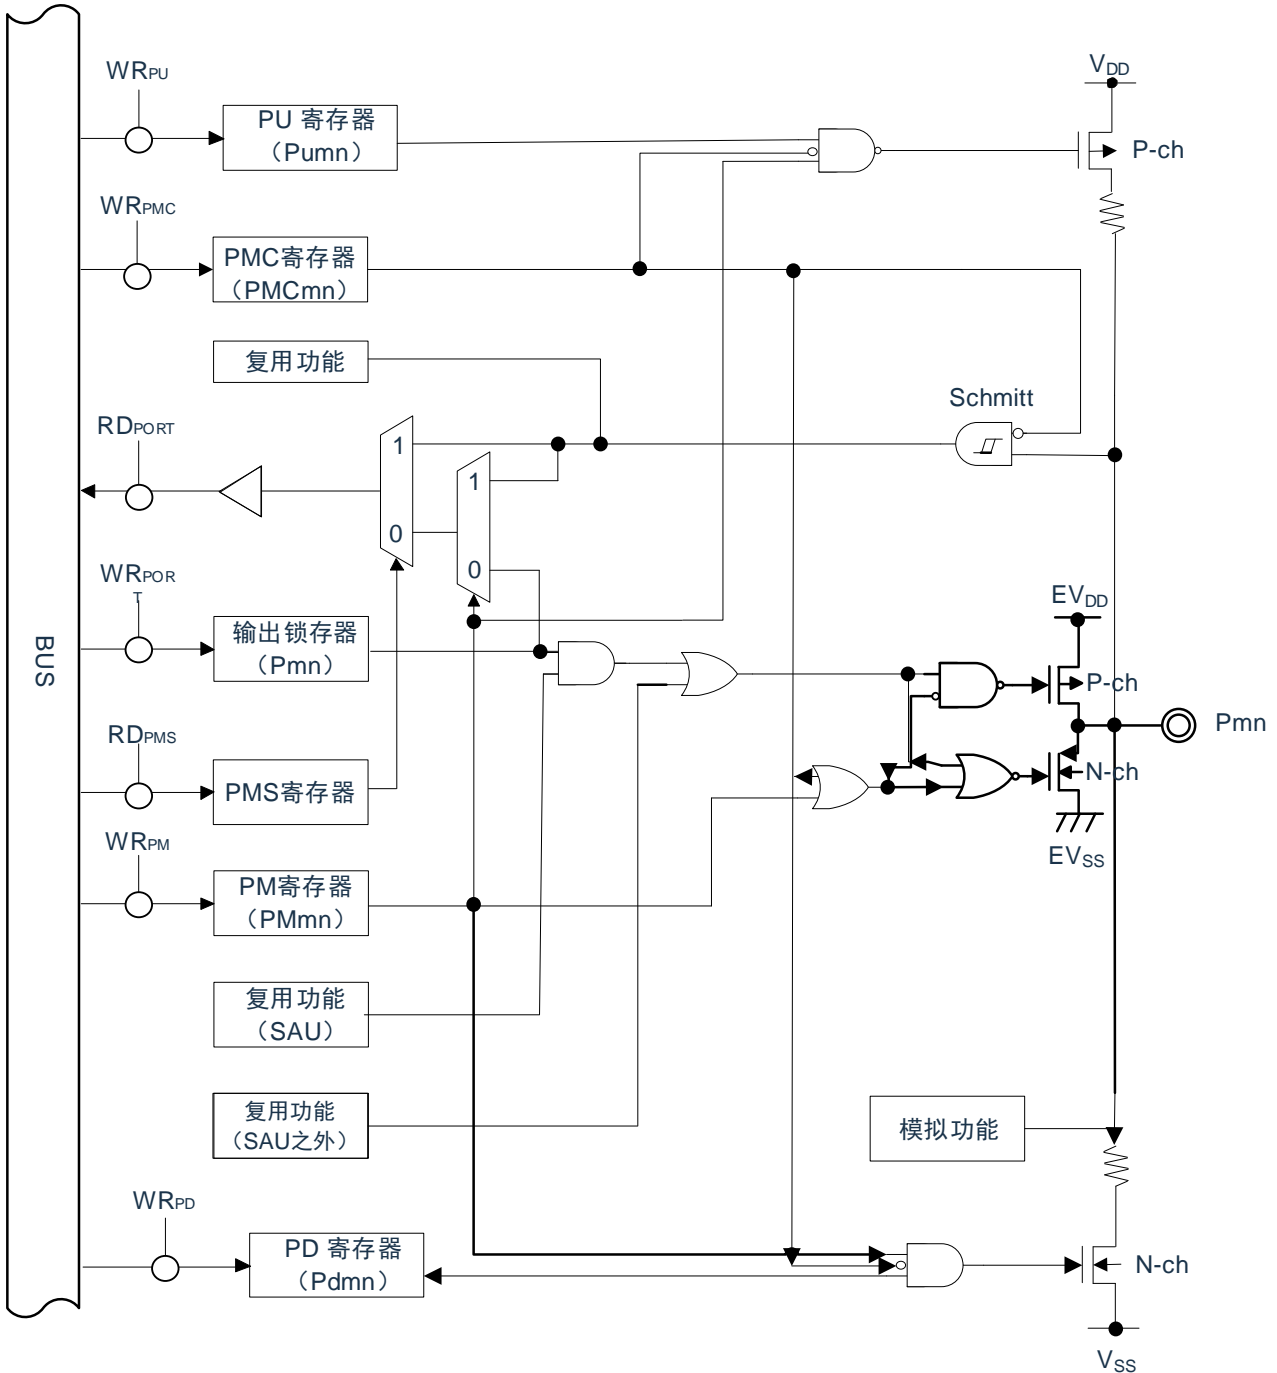 WRPU
VDD
PU 寄存器
（Pumn）
P-ch
WRPMC
PMC寄存器
（PMCmn）
复用功能
Schmitt
RDPORT
1
1
0
0
WRPOR
T
EVDD
BUS
输出锁存器
（Pmn）
P-ch
Pmn
RDPMS
PMS寄存器
N-ch
WRPM
EVSS
PM寄存器
（PMmn）
复用功能
（SAU）
复用功能
（SAU之外）
模拟功能
WRPD
PD 寄存器
（Pdmn）
N-ch
VSS